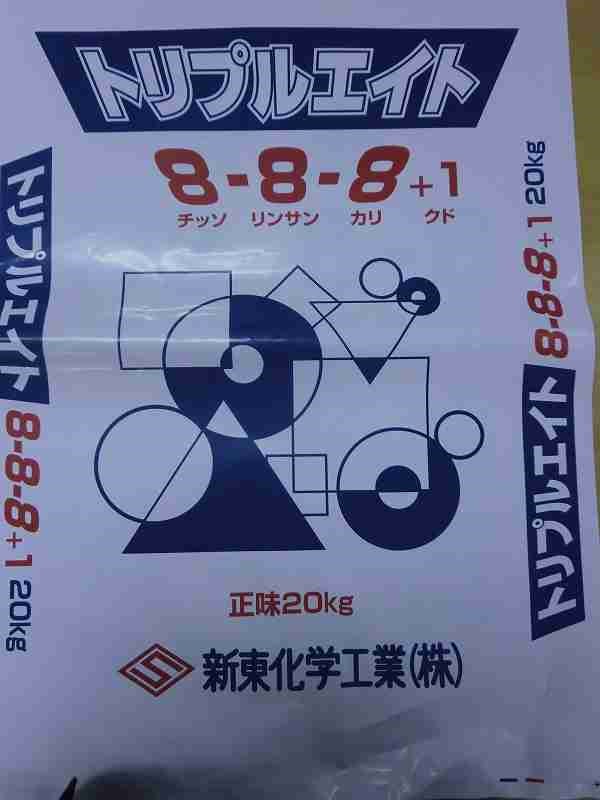 トリプルエイト
8-8-8+1
チッソ リンサン カリ クド
トリプルエイト 8-8-8+1 20kg
トリプルエイト 8-8-8+1 20kg
正味20kg
新東化学工業(株)